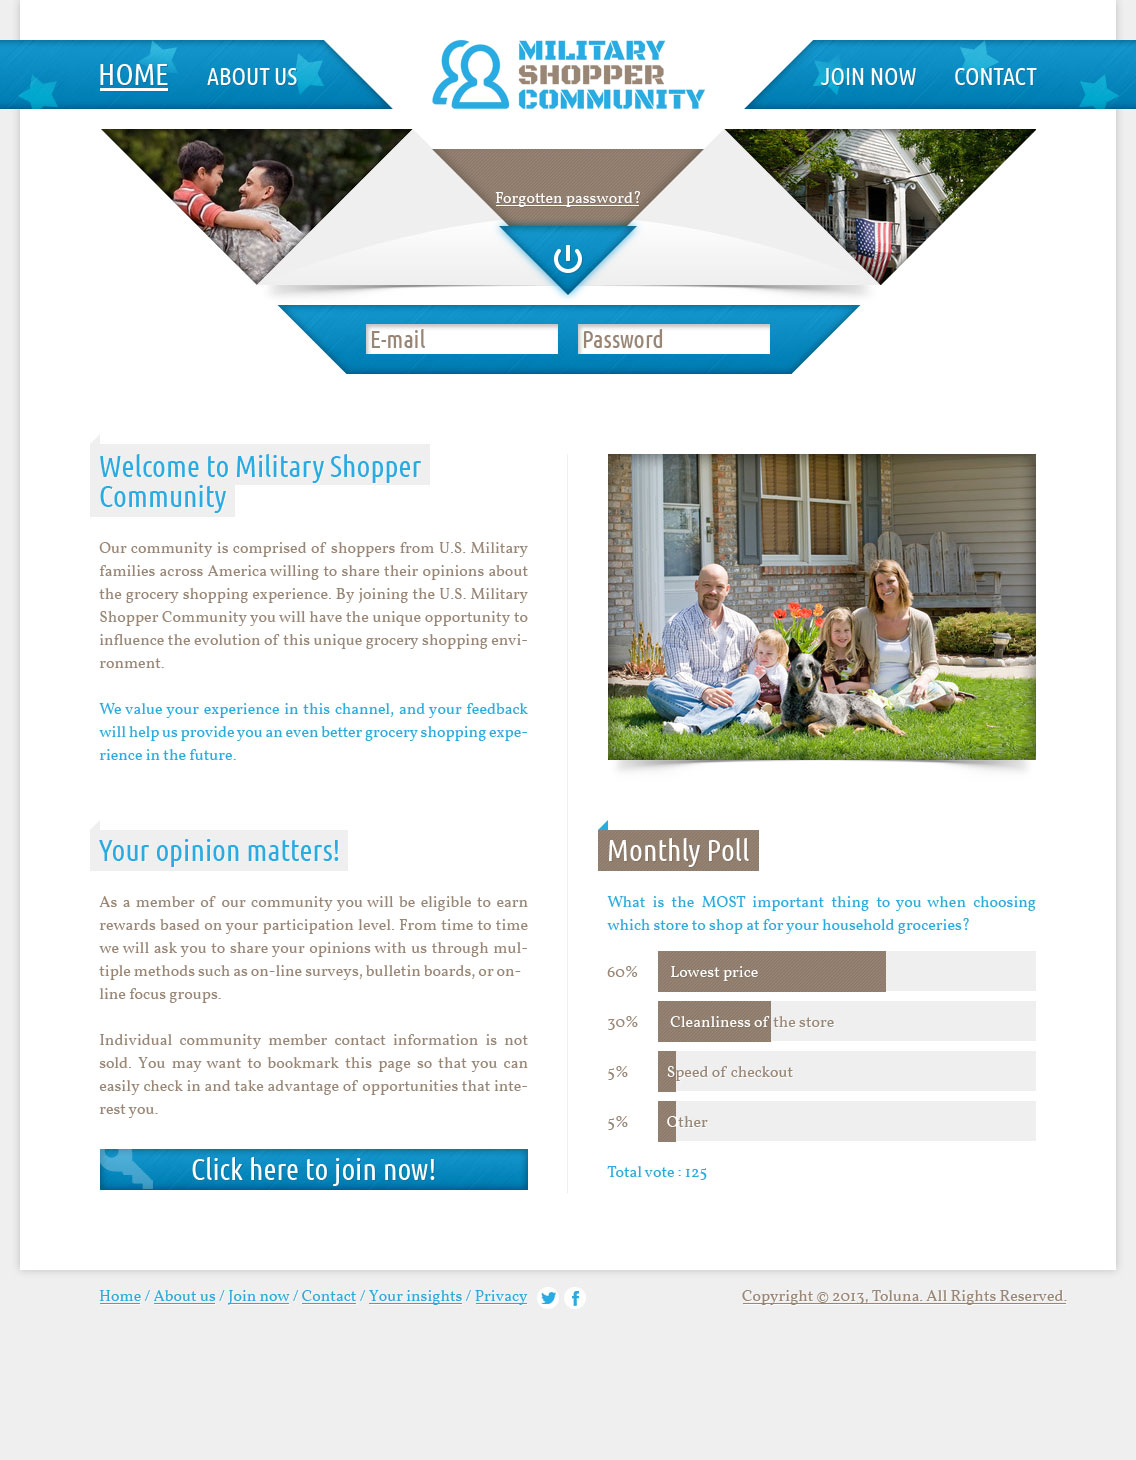 HOME
ABOUT US
MILITARY
SHOPPER
COMMUNITY
JOIN NOW
CONTACT
Forgotten password?
E-mail
Password
Welcome to Military Shopper
Community
Our community is comprised of shoppers from U.S. Military
families across America willing to share their opinions about
the grocery shopping experience. By joining the U.S. Military
Shopper Community you will have the unique opportunity to
influence the evolution of this unique grocery shopping envi-
ronment.
We value your experience in this channel, and your feedback
will help us provide you an even better grocery shopping expe-
rience in the future.
Your opinion matters!
As a member of our community you will be eligible to earn
rewards based on your participation level. From time to time
we will ask you to share your opinions with us through mul-
tiple methods such as on-line surveys, bulletin boards, or on-
line focus groups.
Individual community member contact information is not
sold. You may want to bookmark this page so that you can
easily check in and take advantage of opportunities that inte-
rest you.
Click here to join now!
Monthly Poll
What is the MOST important thing to you when choosing
which store to shop at for your household groceries?
60% Lowest price
30% Cleanliness of the store
5% Speed of checkout
5% Other
Total vote : 125
Home / About us / Join now / Contact / Your insights / Privacy
Copyright © 2013, Toluna. All Rights Reserved.